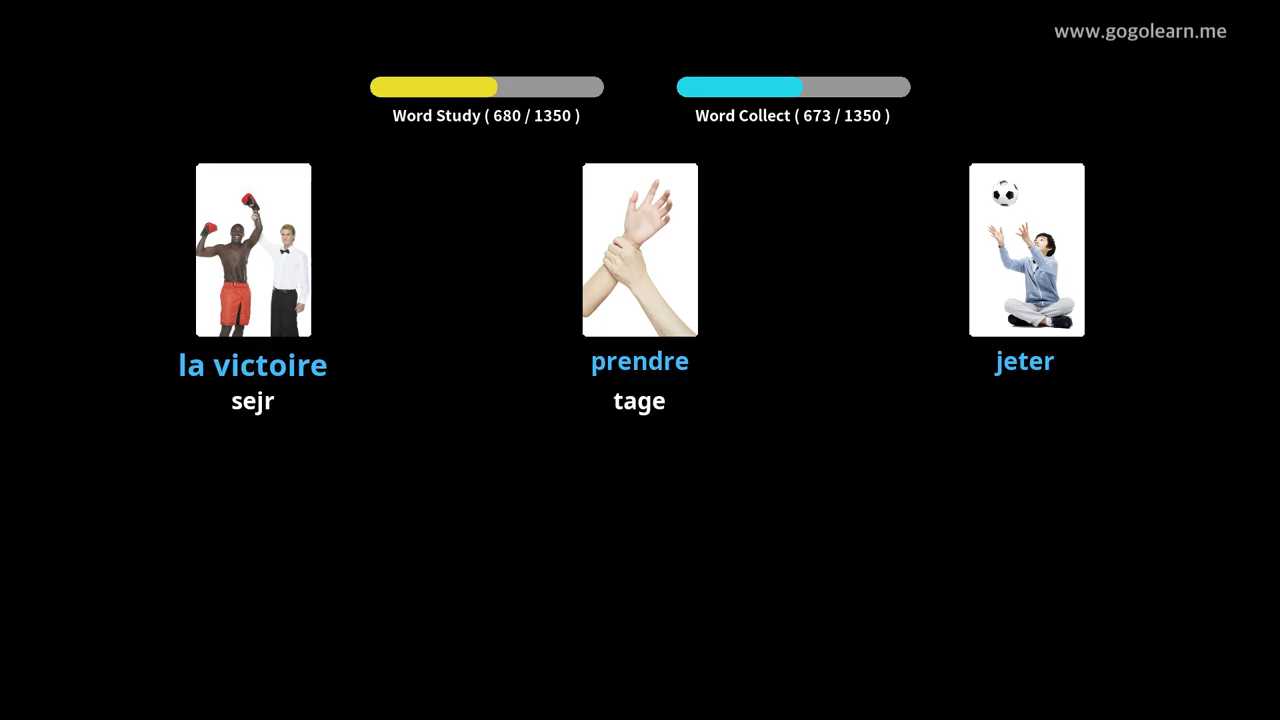 www.gogolearn.me
Word Study ( 680 / 1350 )
Word Collect ( 673 / 1350 )
la victoire
prendre
jeter
sejr
tage